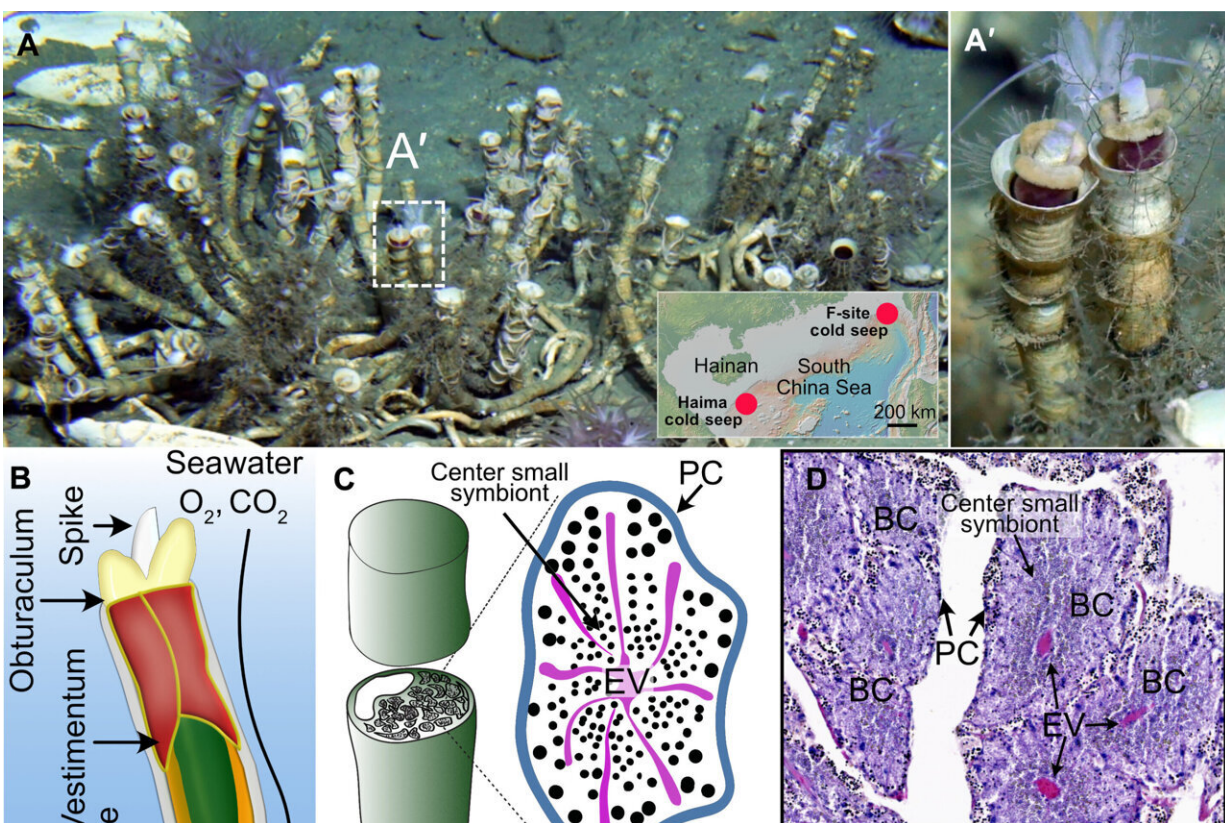 A
A′
A′
F-site
cold seep
Hainan
South
China Sea
Haima
cold seep
200 km
B
Seawater
O₂, CO₂
Spike
Obturaculum
C
Center small
symbiont
PC
EV
D
Center small
symbiont
BC
BC
PC
BC
BC
EV